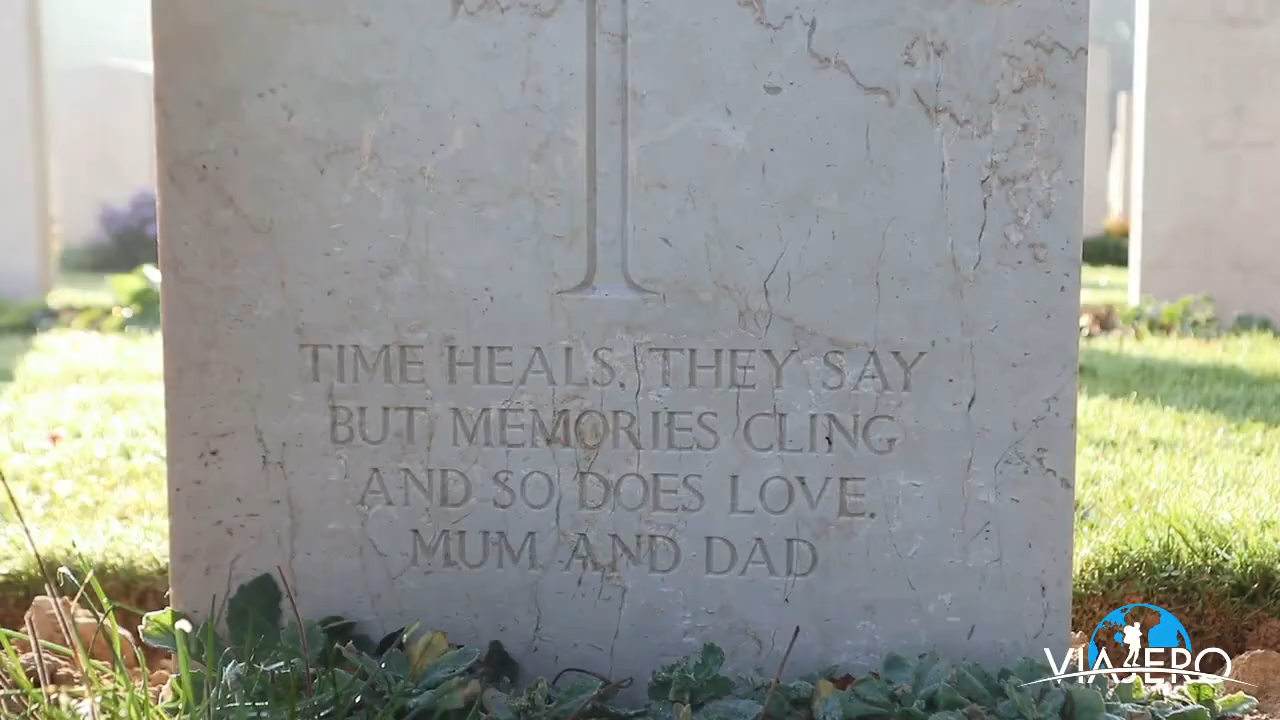 TIME HEALS, THEY SAY
BUT MEMORIES CLING
AND SO DOES LOVE.
MUM AND DAD
VIAJERO